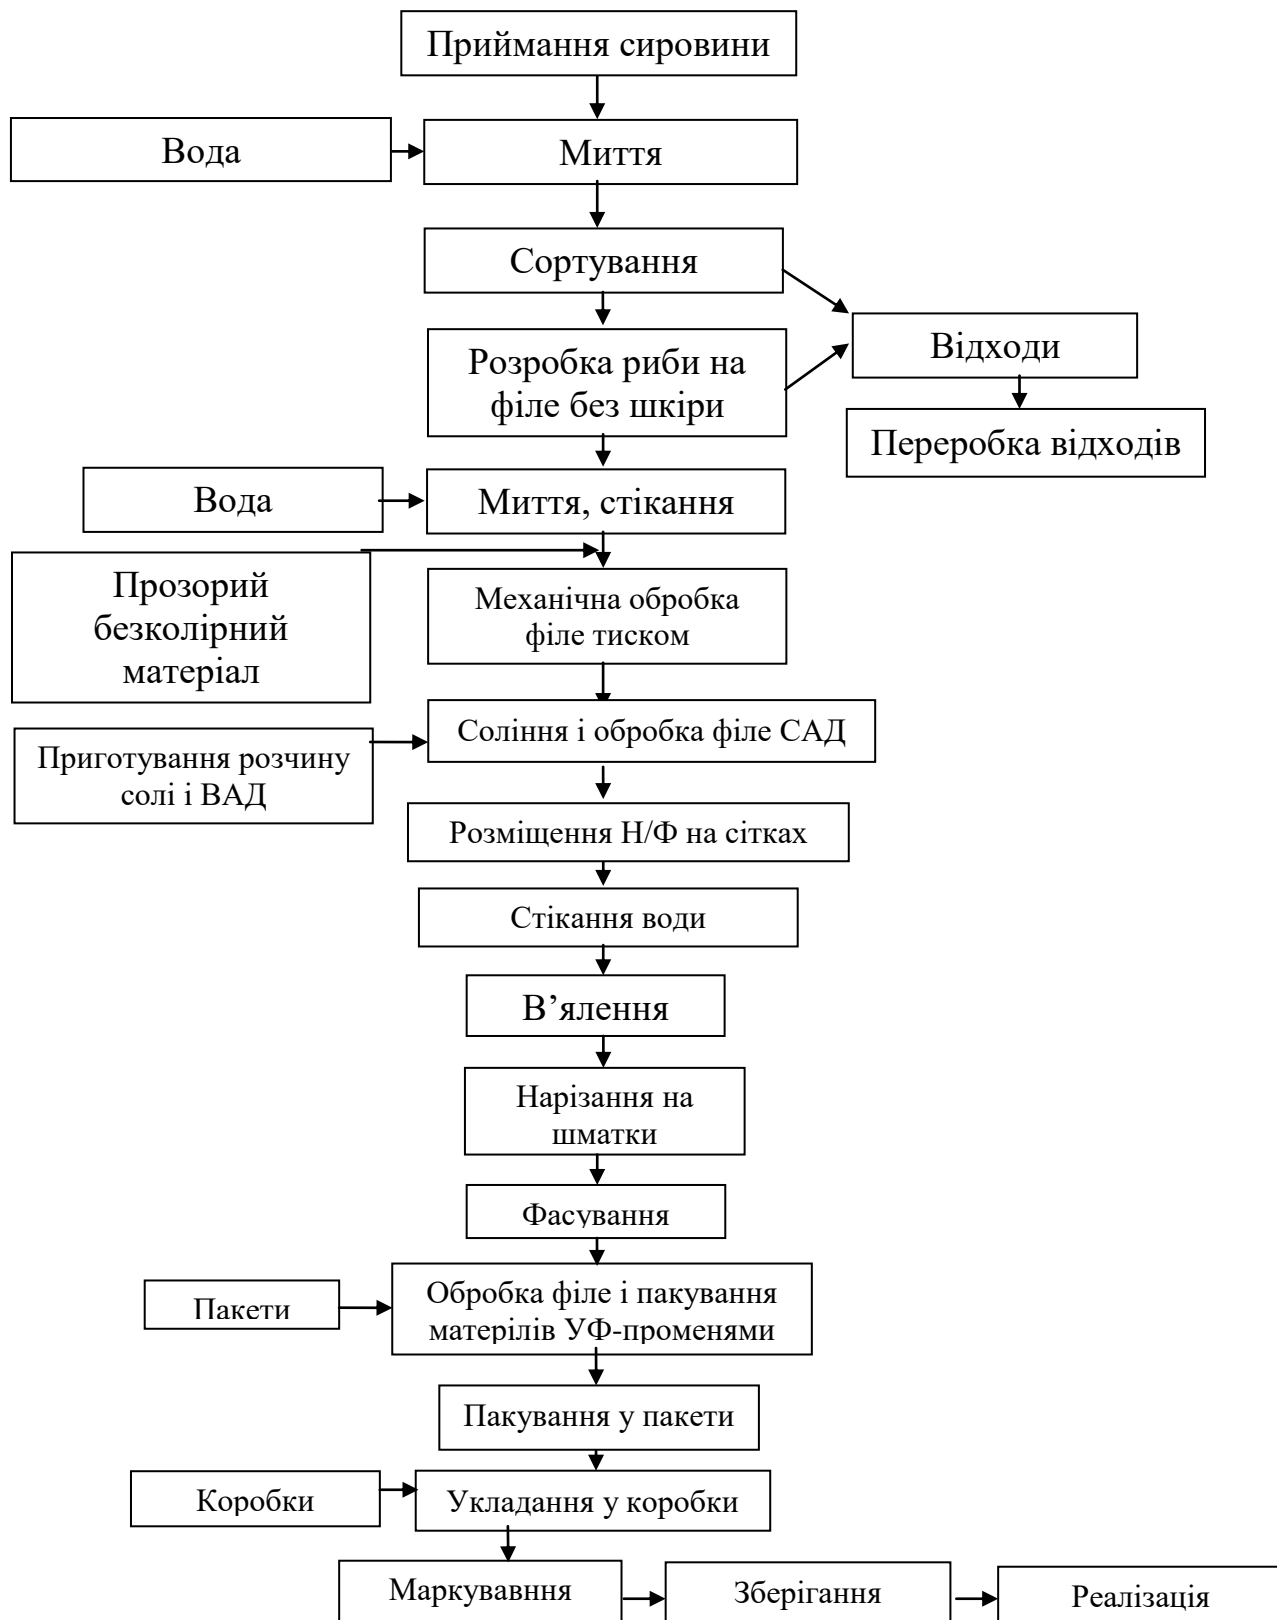 Приймання сировини
Вода
Миття
Сортування
Відходи
Розробка риби на
філе без шкіри
Переробка відходів
Вода
Миття, стікання
Прозорий
безколірний
матеріал
Механічна обробка
філе тиском
Соління і обробка філе САД
Приготування розчину
солі і ВАД
Розміщення Н/Ф на сітках
Стікання води
В’ялення
Нарізання на
шматки
Фасування
Пакети
Обробка філе і пакування
матерілів УФ-променями
Пакування у пакети
Коробки
Укладання у коробки
Маркувавння
Зберігання
Реалізація